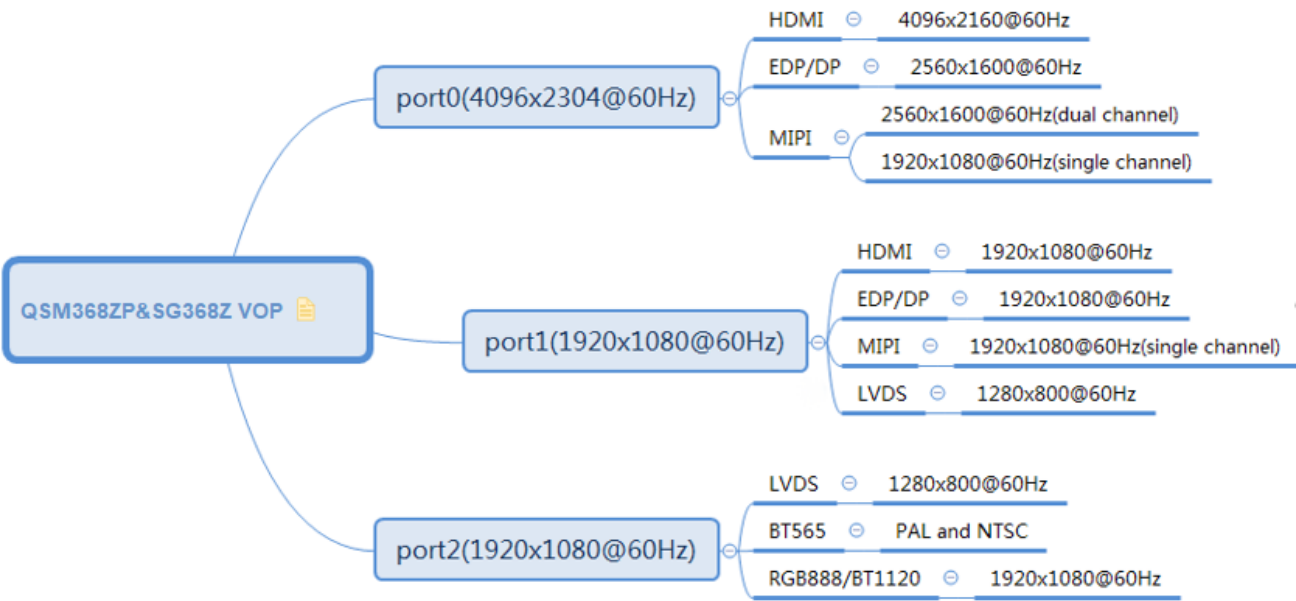 QSM368ZP&SG368Z VOP
port0(4096x2304@60Hz)
HDMI 4096x2160@60Hz
EDP/DP 2560x1600@60Hz
MIPI
2560x1600@60Hz(dual channel)
1920x1080@60Hz(single channel)
port1(1920x1080@60Hz)
HDMI 1920x1080@60Hz
EDP/DP 1920x1080@60Hz
MIPI 1920x1080@60Hz(single channel)
LVDS 1280x800@60Hz
port2(1920x1080@60Hz)
LVDS 1280x800@60Hz
BT565 PAL and NTSC
RGB888/BT1120 1920x1080@60Hz